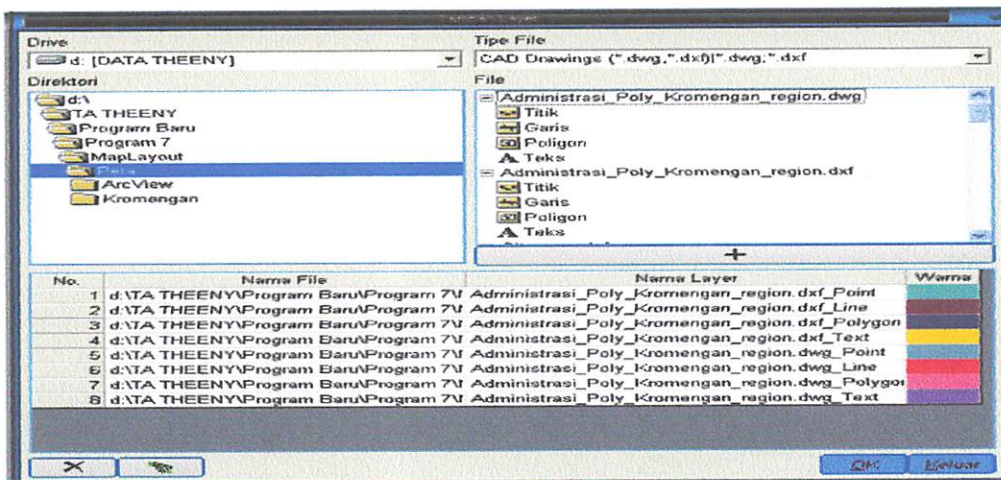 Layer
Drive
Tipe File
d: [DATA THEENY]
CAD Drawings (*.dwg,*.dxf)|*.dwg;*.dxf
Direktori
File
d:\
TA THEENY
Program Baru
Program 7
MapLayout
Peta
ArcView
Kromengan
Administrasi_Poly_Kromengan_region.dwg
Titik
Garis
Poligon
A Teks
Administrasi_Poly_Kromengan_region.dxf
Titik
Garis
Poligon
A Teks
+
No. Nama File Nama Layer Warna
1 d:\TA THEENY\Program Baru\Program 7\ Administrasi_Poly_Kromengan_region.dxf_Point
2 d:\TA THEENY\Program Baru\Program 7\ Administrasi_Poly_Kromengan_region.dxf_Line
3 d:\TA THEENY\Program Baru\Program 7\ Administrasi_Poly_Kromengan_region.dxf_Polygon
4 d:\TA THEENY\Program Baru\Program 7\ Administrasi_Poly_Kromengan_region.dxf_Text
5 d:\TA THEENY\Program Baru\Program 7\ Administrasi_Poly_Kromengan_region.dwg_Point
6 d:\TA THEENY\Program Baru\Program 7\ Administrasi_Poly_Kromengan_region.dwg_Line
7 d:\TA THEENY\Program Baru\Program 7\ Administrasi_Poly_Kromengan_region.dwg_Polygon
8 d:\TA THEENY\Program Baru\Program 7\ Administrasi_Poly_Kromengan_region.dwg_Text
OK Keluar